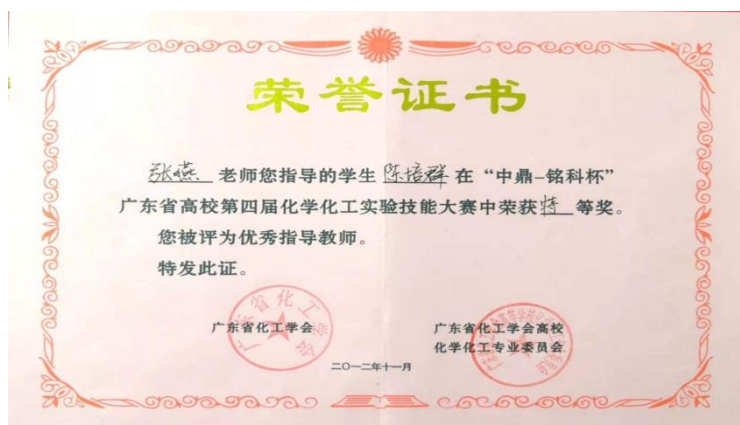 荣誉证书
张燕 老师您指导的学生 陈培群 在“中鼎-铭科杯”
广东省高校第四届化学化工实验技能大赛中荣获特 等奖。
您被评为优秀指导教师。
特发此证。
广东省化工学会
广东省化工学会高校
化学化工专业委员会
二〇一二年十一月